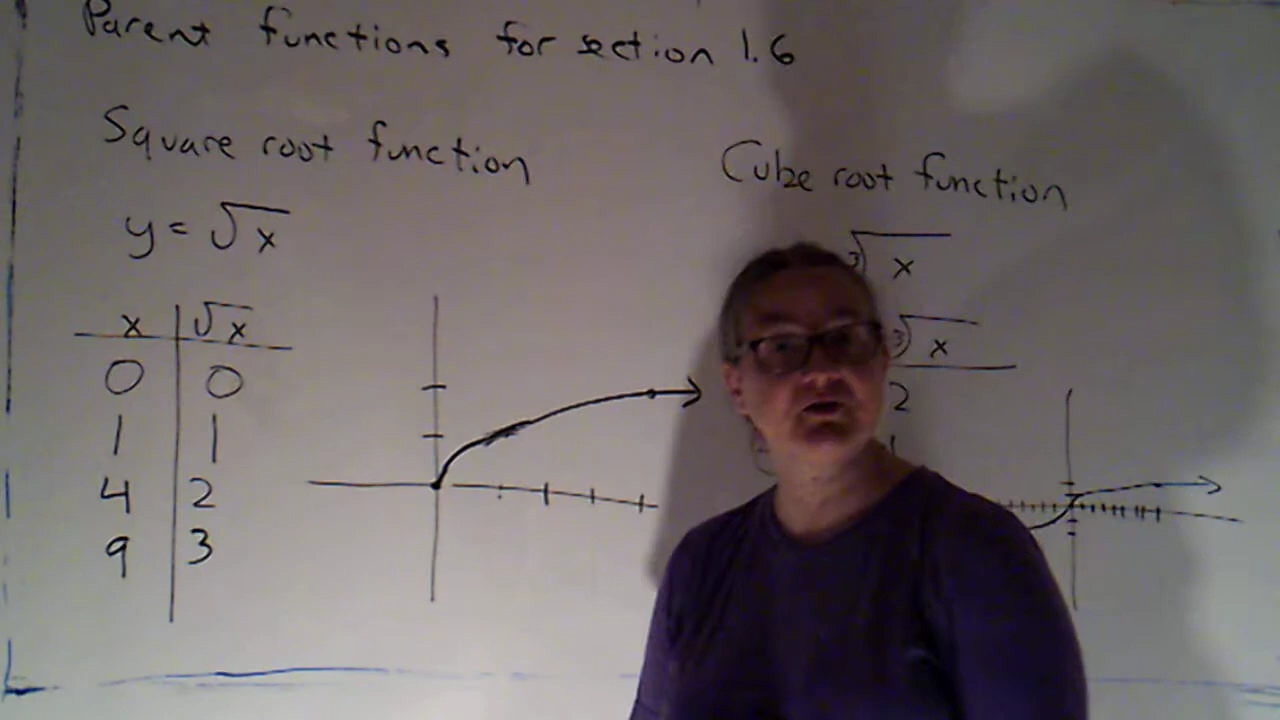 Parent functions for section 1.6
Square root function
y = √x
x √x
0 0
1 1
4 2
9 3
Cube root function
∛x
∛x
2